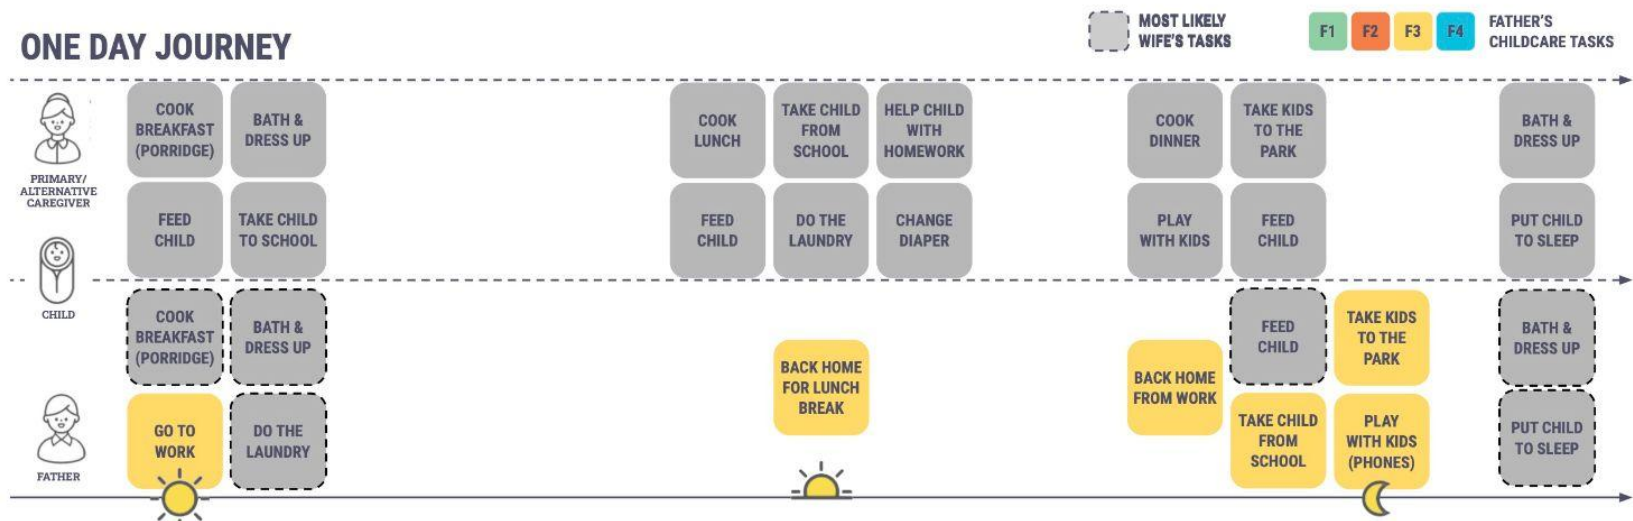 MOST LIKELY
WIFE'S TASKS
F1
F2
F3
F4
FATHER'S
CHILDCARE TASKS
ONE DAY JOURNEY
PRIMARY/
ALTERNATIVE
CAREGIVER
COOK
BREAKFAST
(PORRIDGE)
BATH &
DRESS UP
COOK
LUNCH
TAKE CHILD
FROM
SCHOOL
HELP CHILD
WITH
HOMEWORK
COOK
DINNER
TAKE KIDS
TO THE
PARK
BATH &
DRESS UP
FEED
CHILD
TAKE CHILD
TO SCHOOL
FEED
CHILD
DO THE
LAUNDRY
CHANGE
DIAPER
PLAY
WITH KIDS
FEED
CHILD
PUT CHILD
TO SLEEP
CHILD
COOK
BREAKFAST
(PORRIDGE)
BATH &
DRESS UP
BACK HOME
FOR LUNCH
BREAK
BACK HOME
FROM WORK
FEED
CHILD
TAKE KIDS
TO THE
PARK
BATH &
DRESS UP
FATHER
GO TO
WORK
DO THE
LAUNDRY
TAKE CHILD
FROM
SCHOOL
PLAY
WITH KIDS
(PHONES)
PUT CHILD
TO SLEEP